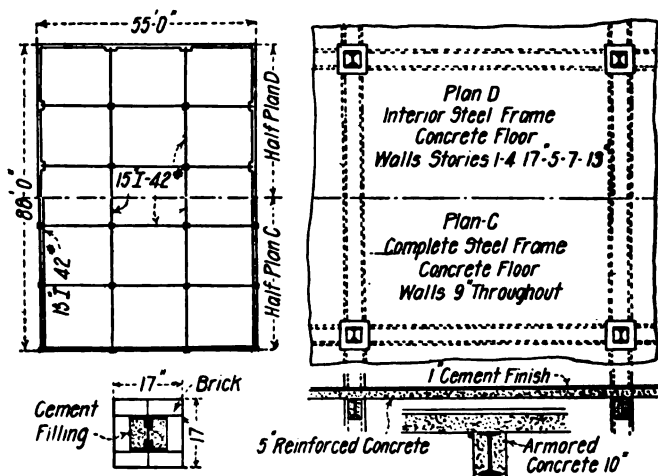 55'-0"
Half Plan D
88'-0"
15"I-42#
15"I-42#
Half-Plan C
Plan D
Interior Steel Frame
Concrete Floor
Walls Stories 1-4 17"-5-7-13"
Plan-C
Complete Steel Frame
Concrete Floor
Walls 9" Throughout
17"
Brick
Cement
Filling
17
1" Cement Finish
5" Reinforced Concrete
Armored
Concrete 10"